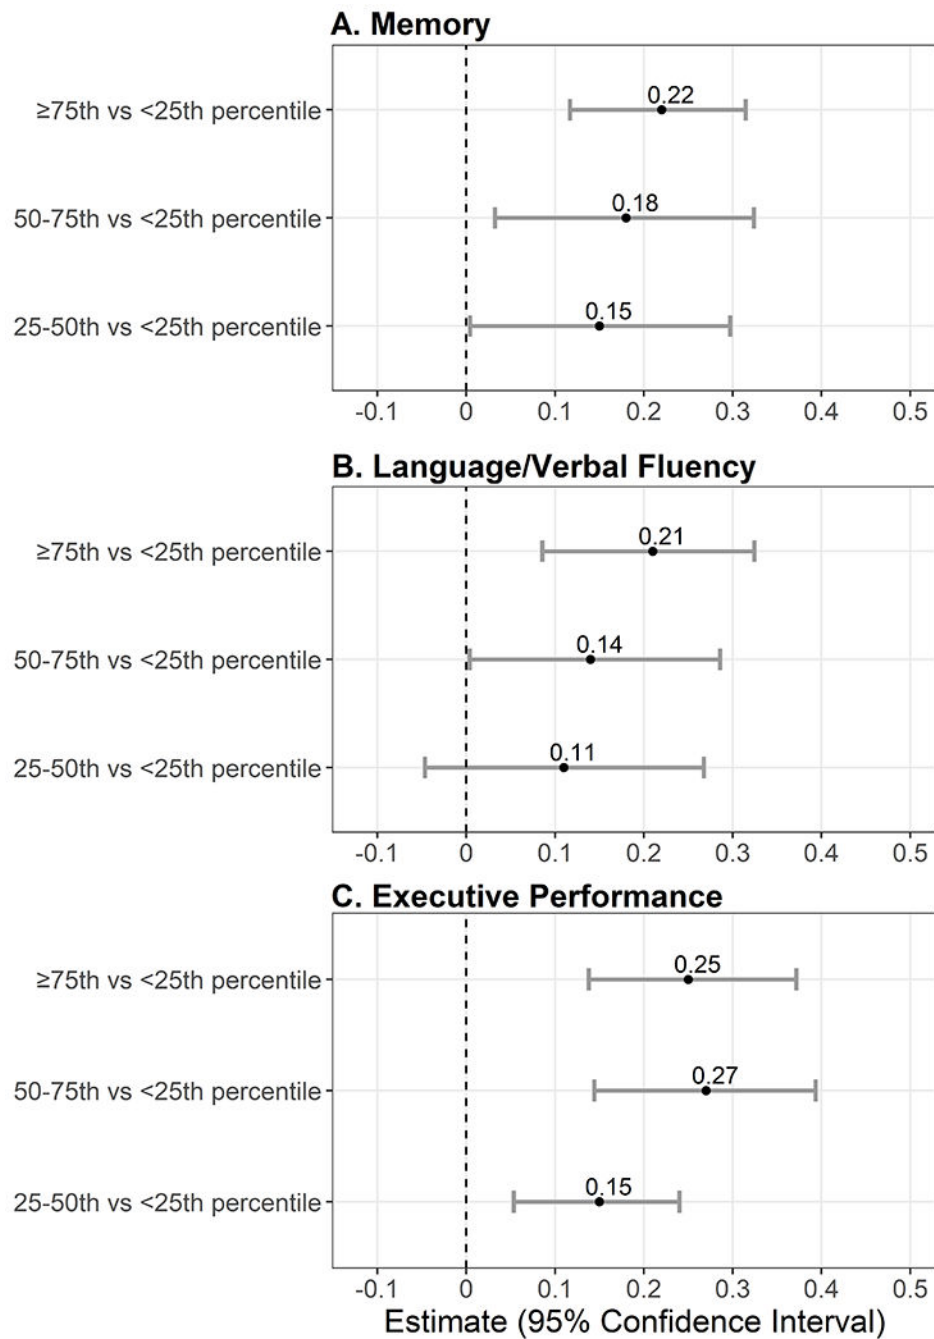 A. Memory
≥75th vs <25th percentile
0.22
50-75th vs <25th percentile
0.18
25-50th vs <25th percentile
0.15
-0.1 0 0.1 0.2 0.3 0.4 0.5
B. Language/Verbal Fluency
≥75th vs <25th percentile
0.21
50-75th vs <25th percentile
0.14
25-50th vs <25th percentile
0.11
-0.1 0 0.1 0.2 0.3 0.4 0.5
C. Executive Performance
≥75th vs <25th percentile
0.25
50-75th vs <25th percentile
0.27
25-50th vs <25th percentile
0.15
-0.1 0 0.1 0.2 0.3 0.4 0.5
Estimate (95% Confidence Interval)